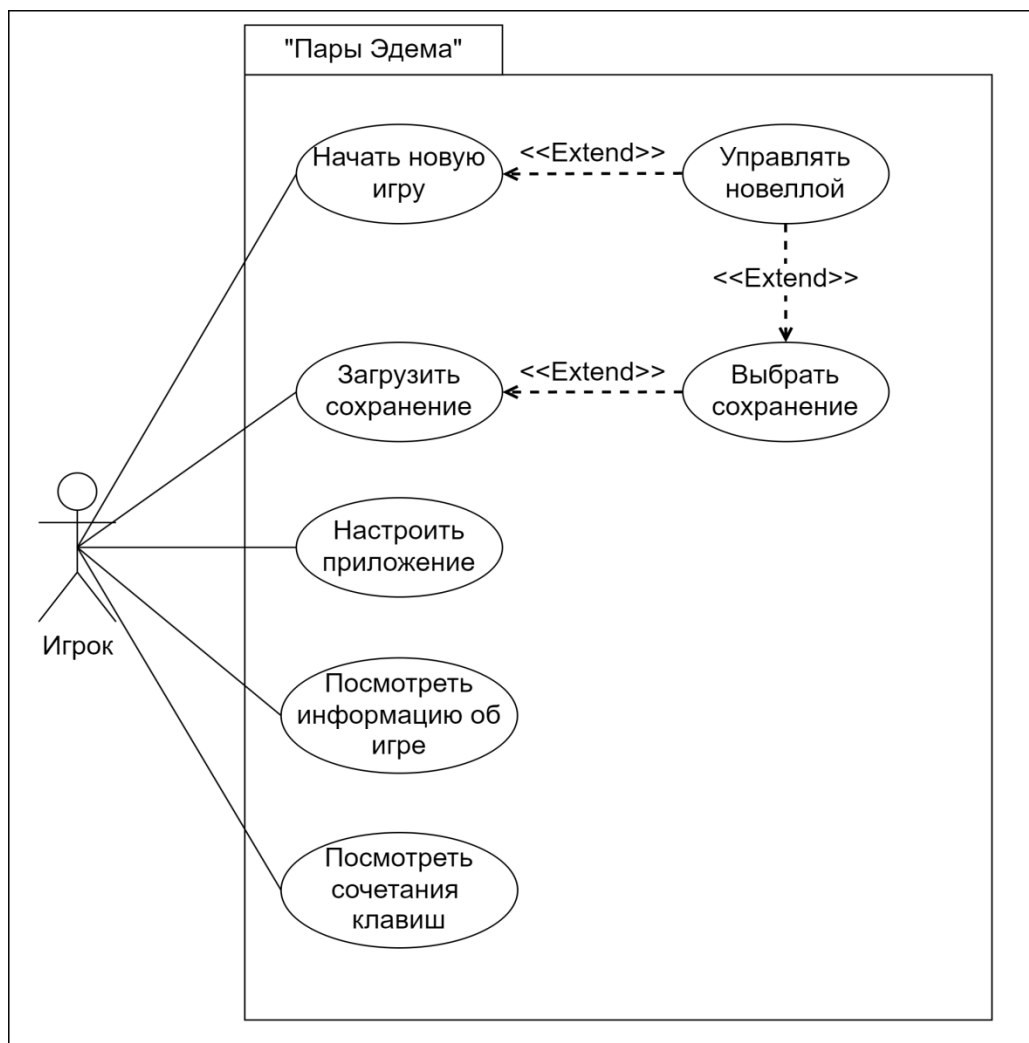 "Пары Эдема"
Начать новую
игру
<<Extend>>
Управлять
новеллой
<<Extend>>
Загрузить
сохранение
<<Extend>>
Выбрать
сохранение
Настроить
приложение
Игрок
Посмотреть
информацию об
игре
Посмотреть
сочетания
клавиш